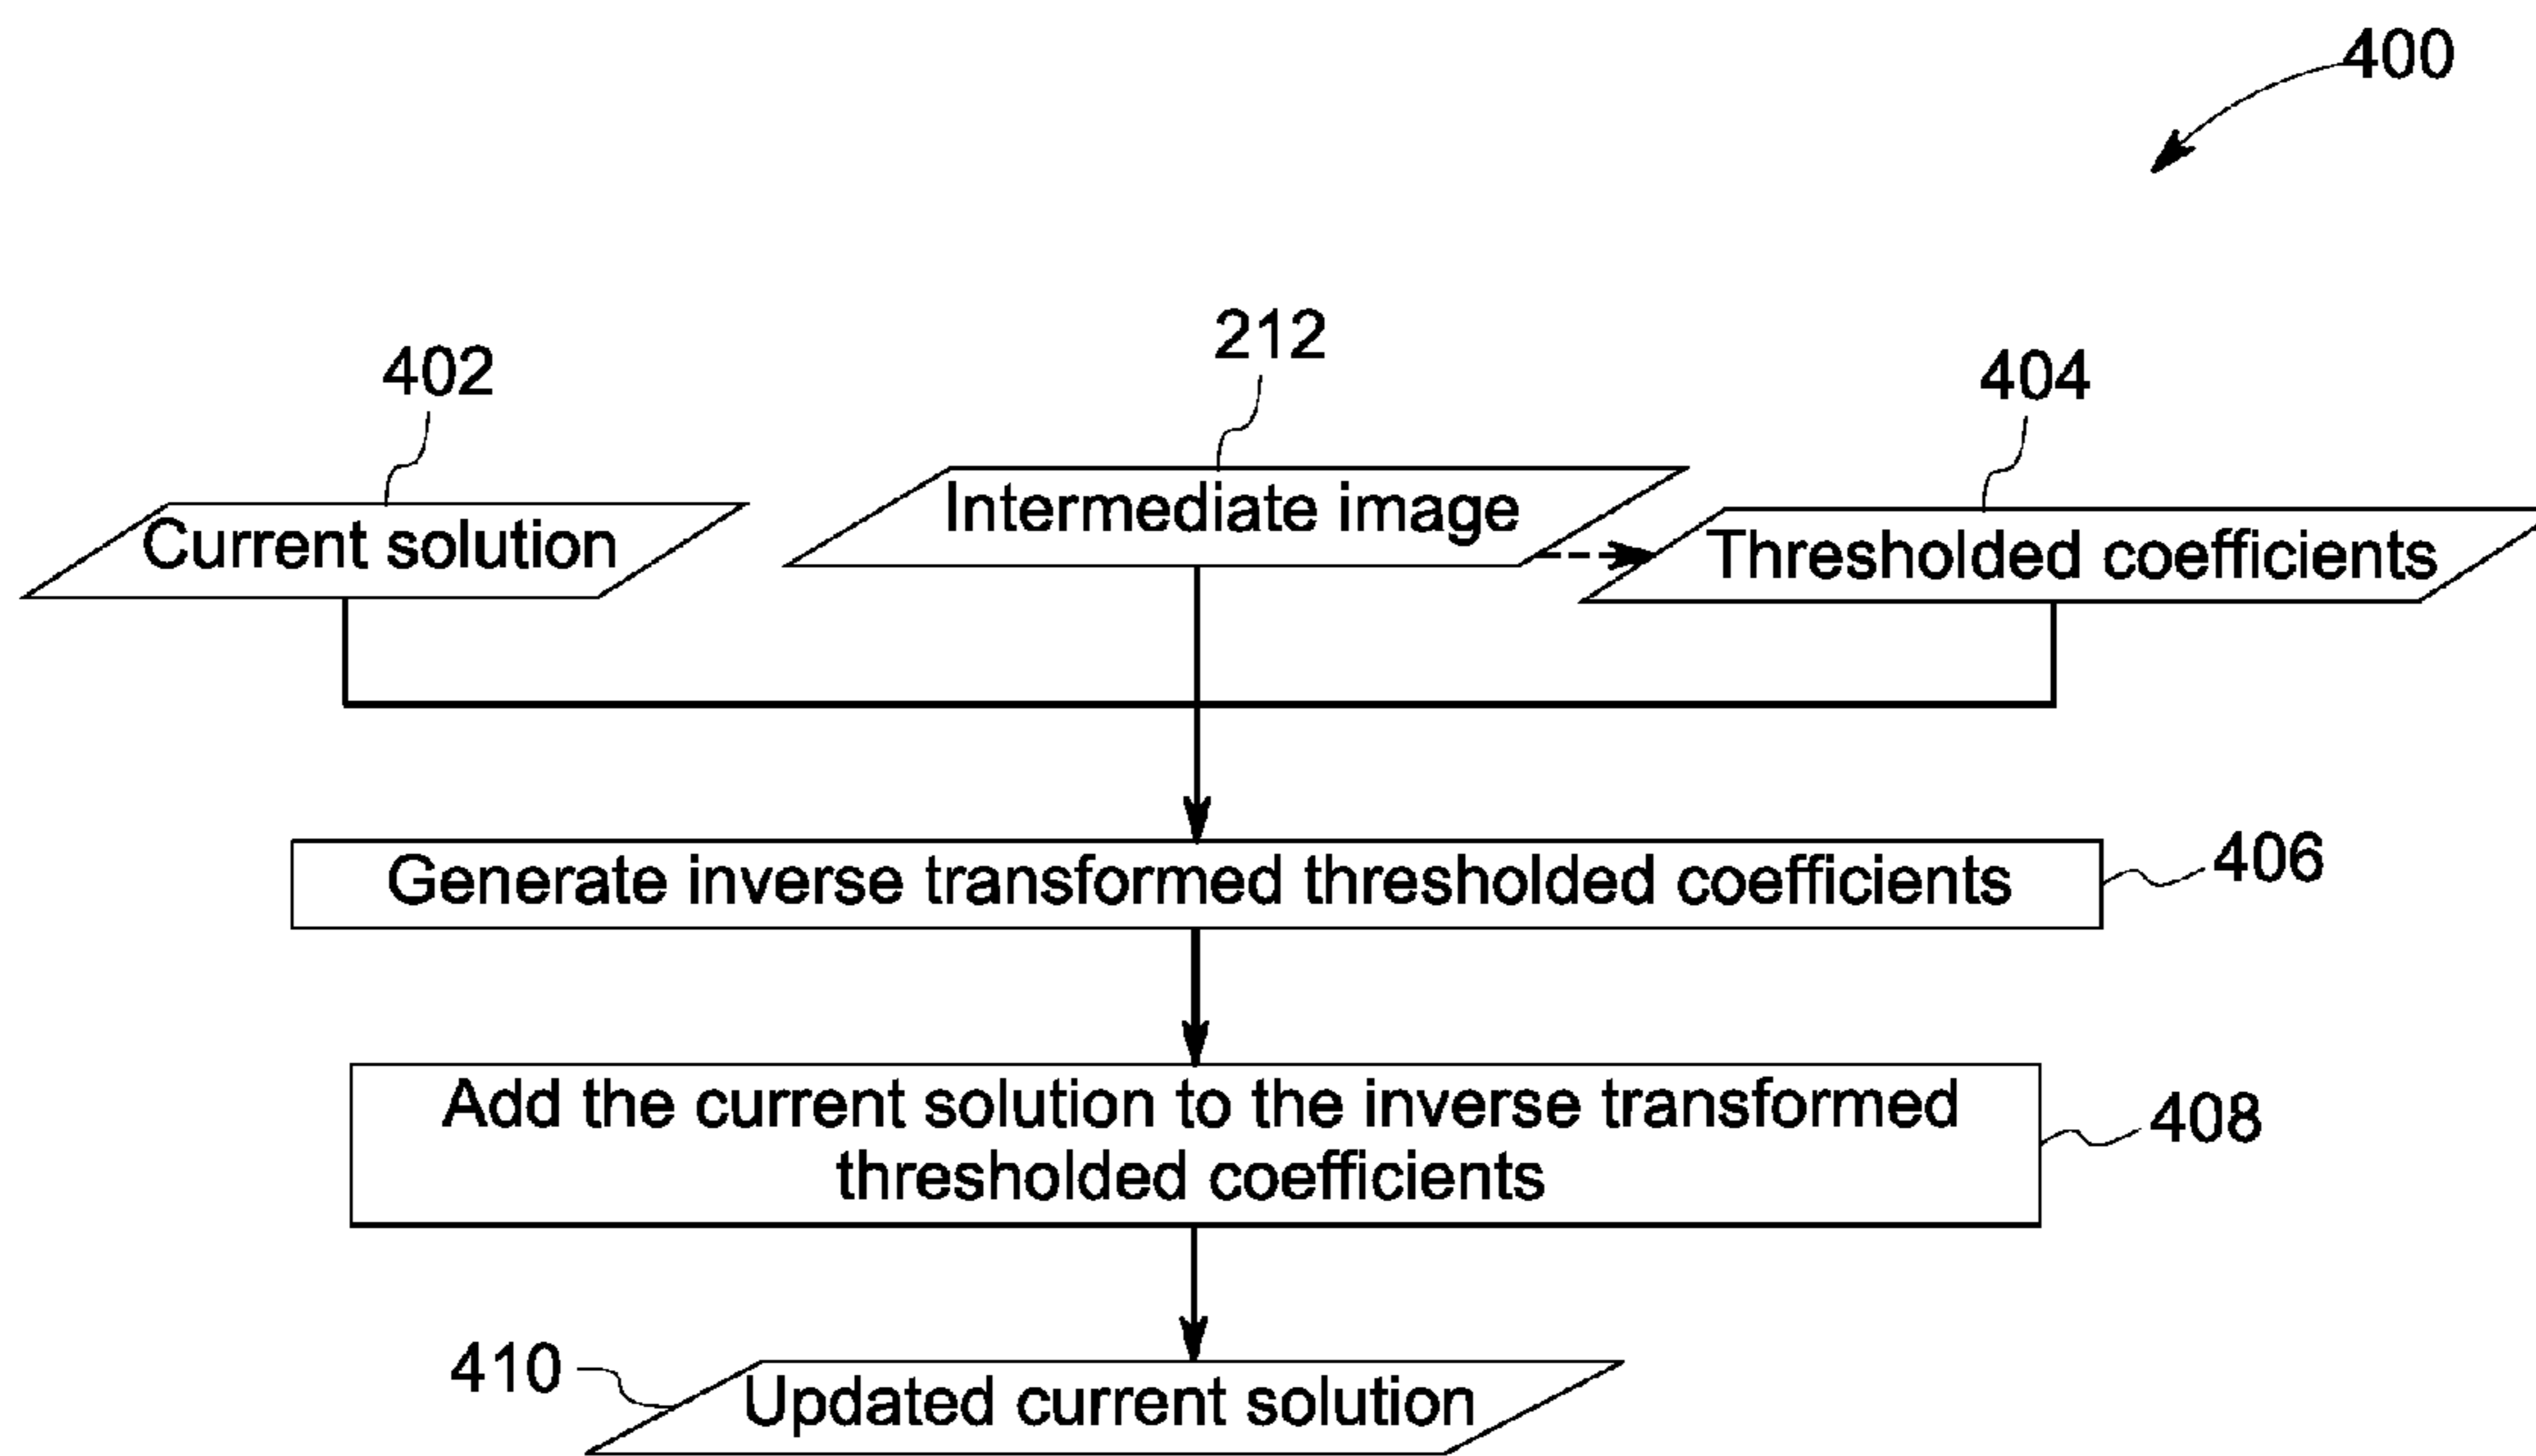 400
212
402
404
Intermediate image
Current solution
Thresholded coefficients
Generate inverse transformed thresholded coefficients
406
Add the current solution to the inverse transformed
thresholded coefficients
408
410
Updated current solution